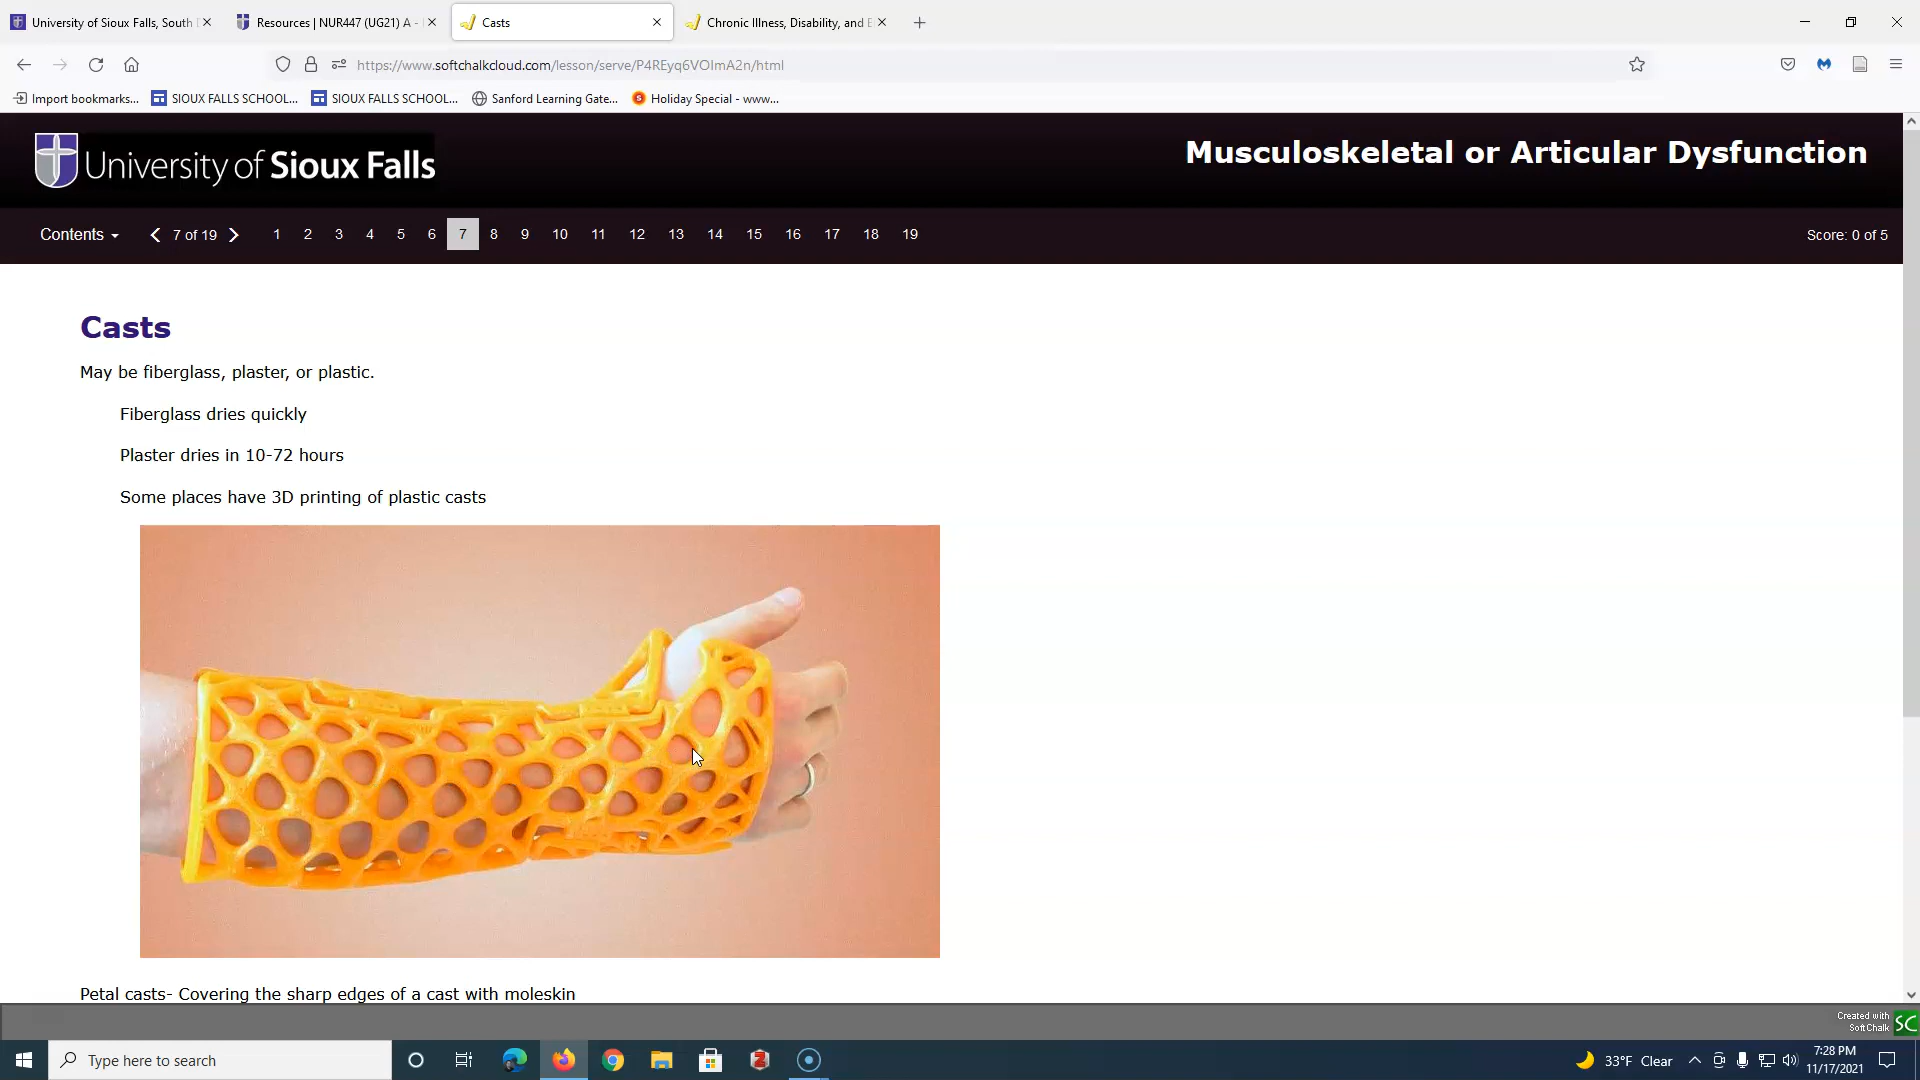 University of Sioux Falls, South
Resources | NUR447 (UG21) A -
Casts
Chronic Illness, Disability, and E
https://www.softchalkcloud.com/lesson/serve/P4REyq6VOImA2n/html
Import bookmarks...
SIOUX FALLS SCHOOL...
SIOUX FALLS SCHOOL...
Sanford Learning Gate...
Holiday Special - www...
University of Sioux Falls
Musculoskeletal or Articular Dysfunction
Contents
7 of 19
1 2 3 4 5 6 7 8 9 10 11 12 13 14 15 16 17 18 19
Score: 0 of 5
Casts
May be fiberglass, plaster, or plastic.
Fiberglass dries quickly
Plaster dries in 10-72 hours
Some places have 3D printing of plastic casts
Petal casts- Covering the sharp edges of a cast with moleskin
Created with
SoftChalk
SC
Type here to search
33°F Clear
7:28 PM
11/17/2021